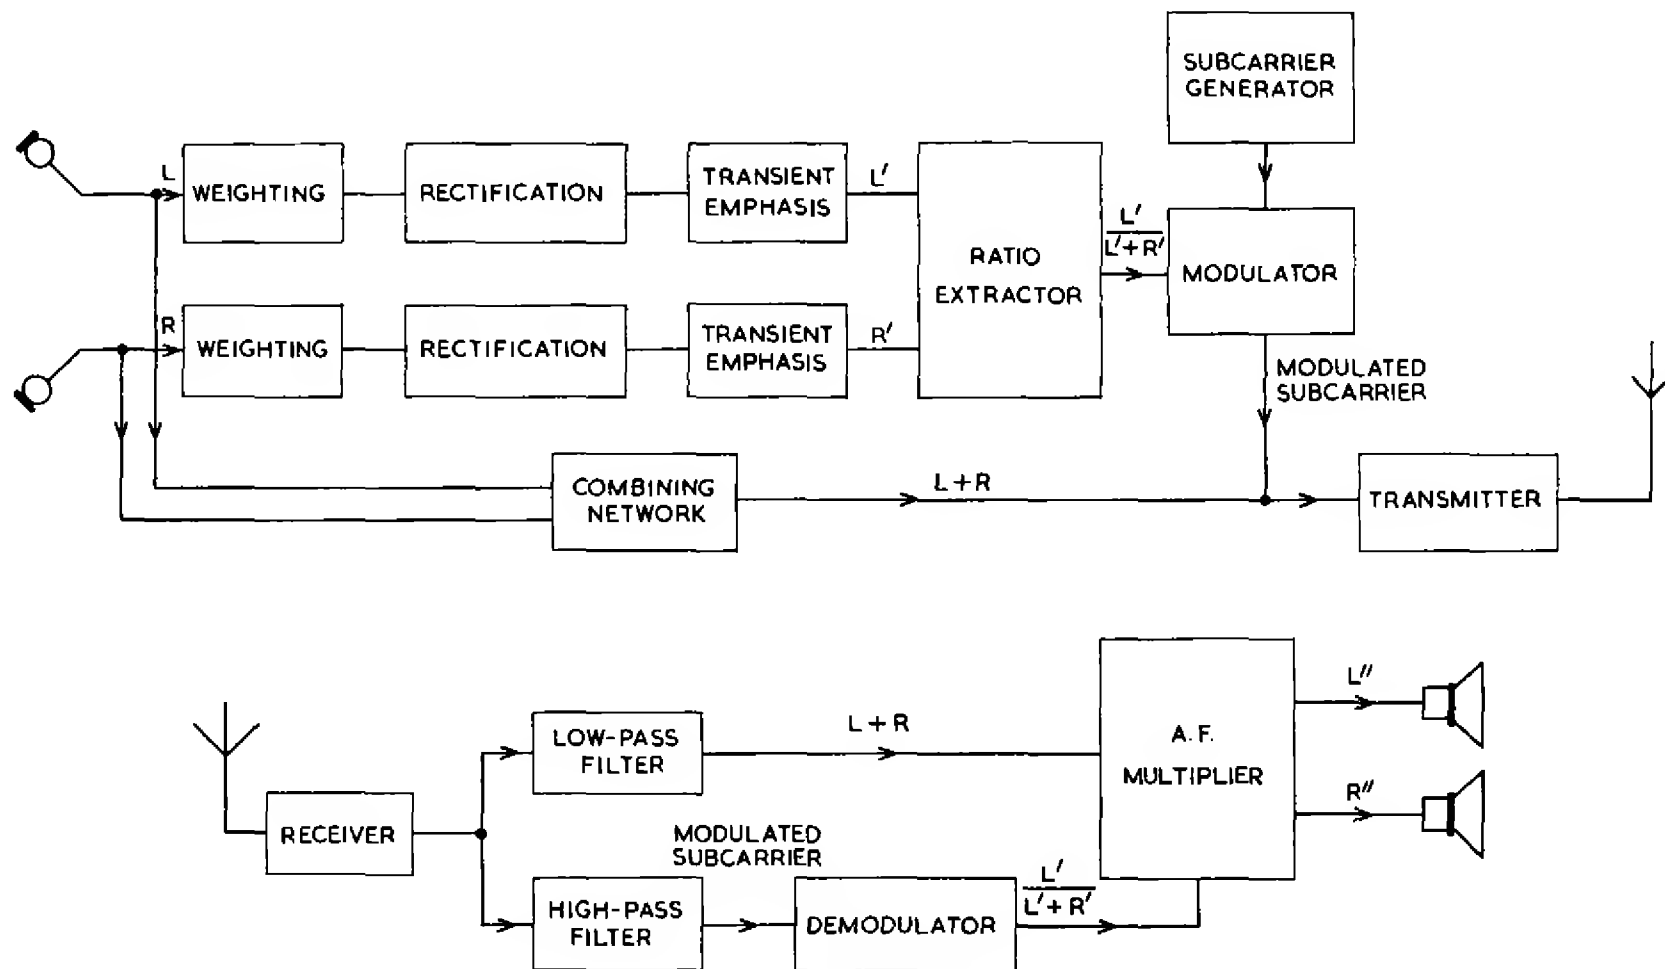 SUBCARRIER
GENERATOR
L
WEIGHTING
RECTIFICATION
TRANSIENT
EMPHASIS
L′
RATIO
EXTRACTOR
L′
L′+R′
MODULATOR
R
WEIGHTING
RECTIFICATION
TRANSIENT
EMPHASIS
R′
MODULATED
SUBCARRIER
COMBINING
NETWORK
L+R
TRANSMITTER
RECEIVER
LOW-PASS
FILTER
L+R
A.F.
MULTIPLIER
L″
R″
HIGH-PASS
FILTER
MODULATED
SUBCARRIER
DEMODULATOR
L′
L′+R′